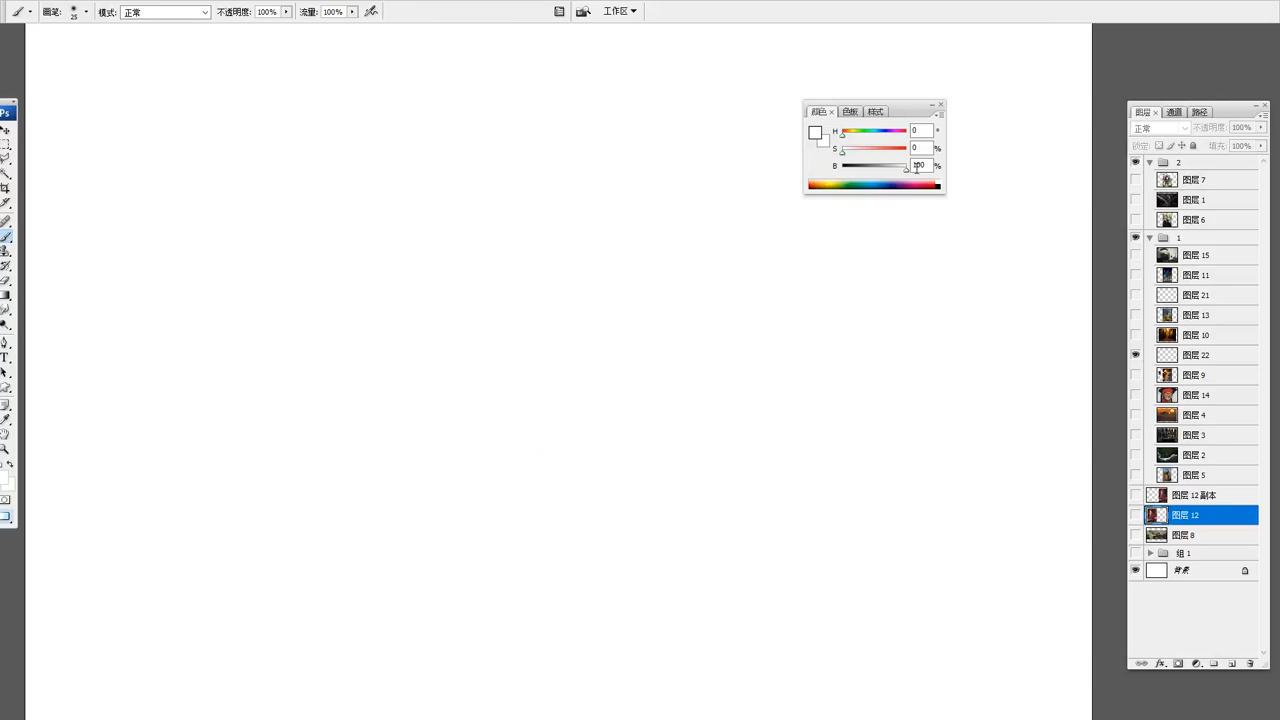 画笔: 25 模式: 正常 不透明度: 100% 流量: 100% 工作区
Ps
颜色 色板 样式
H 0 °
S 0 %
B 100 %
图层 通道 路径
正常 不透明度: 100%
锁定: 填充: 100%
2
图层 7
图层 1
图层 6
1
图层 15
图层 11
图层 21
图层 13
图层 10
图层 22
图层 9
图层 14
图层 4
图层 3
图层 2
图层 5
图层 12 副本
图层 12
图层 8
组 1
背景